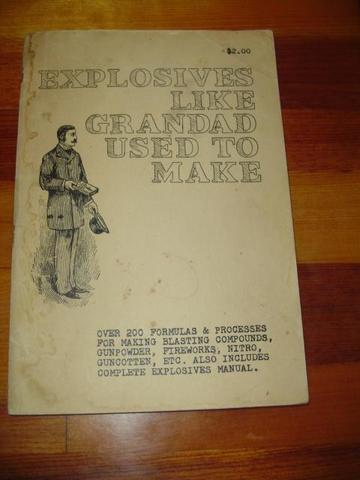 $2.00
EXPLOSIVES
LIKE
GRANDAD
USED TO
MAKE
OVER 200 FORMULAS & PROCESSES
FOR MAKING BLASTING COMPOUNDS,
GUNPOWDER, FIREWORKS, NITRO,
GUNCOTTEN, ETC. ALSO INCLUDES
COMPLETE EXPLOSIVES MANUAL.